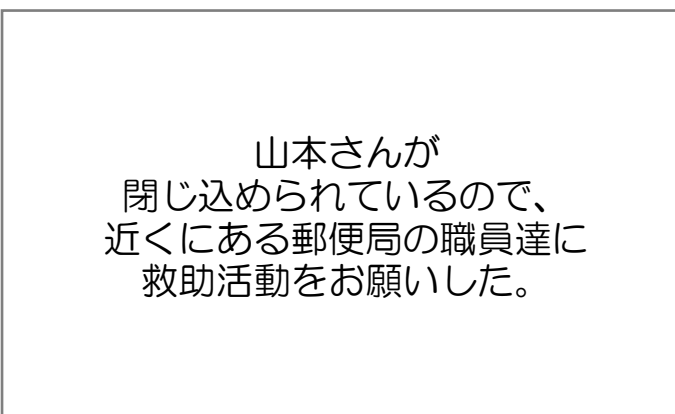 山本さんが
閉じ込められているので、
近くにある郵便局の職員達に
救助活動をお願いした。